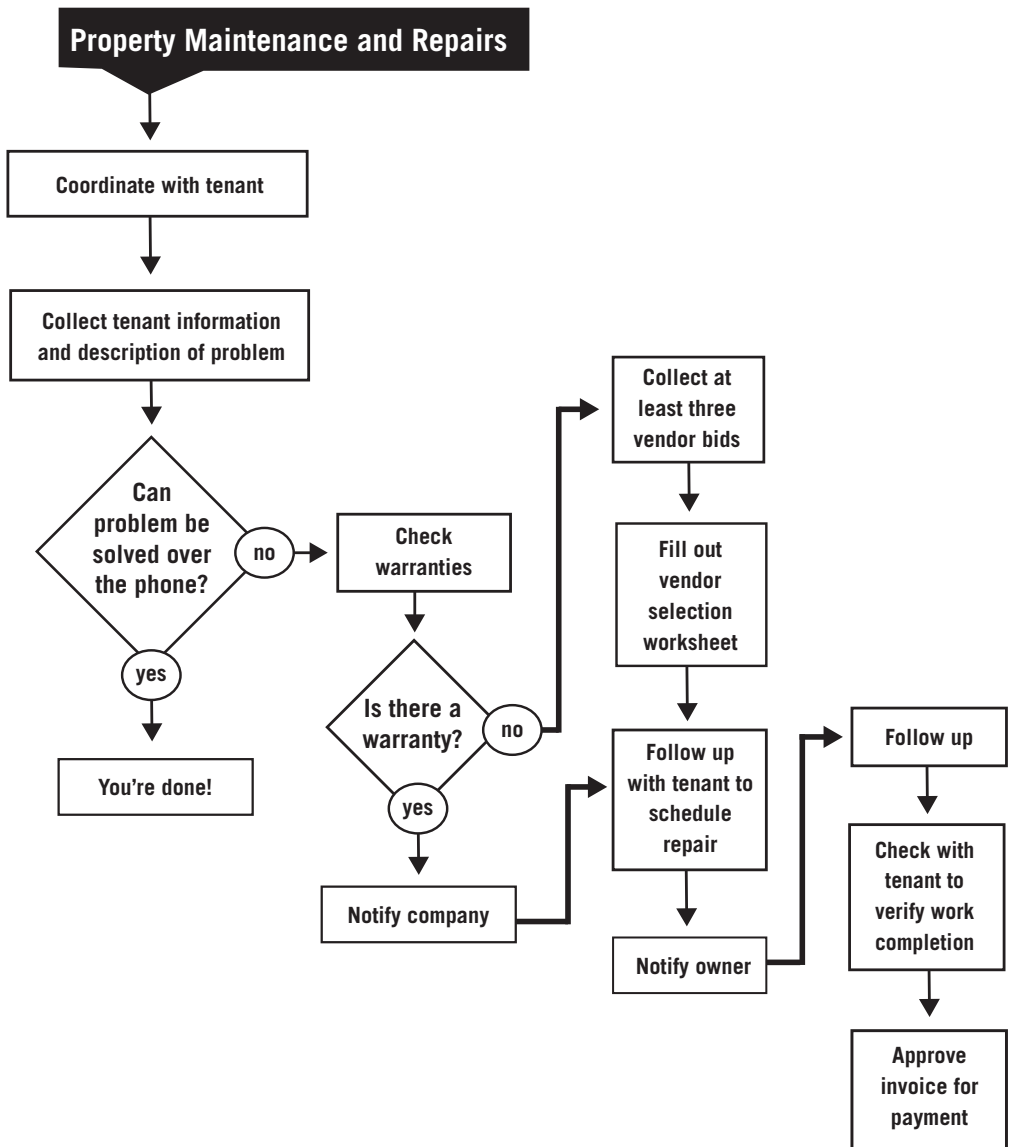 Property Maintenance and Repairs
Coordinate with tenant
Collect tenant information
and description of problem
Can
problem be
solved over
the phone?
no
yes
You're done!
Check
warranties
Is there a
warranty?
no
yes
Notify company
Collect at
least three
vendor bids
Fill out
vendor
selection
worksheet
Follow up
with tenant to
schedule
repair
Notify owner
Follow up
Check with
tenant to
verify work
completion
Approve
invoice for
payment